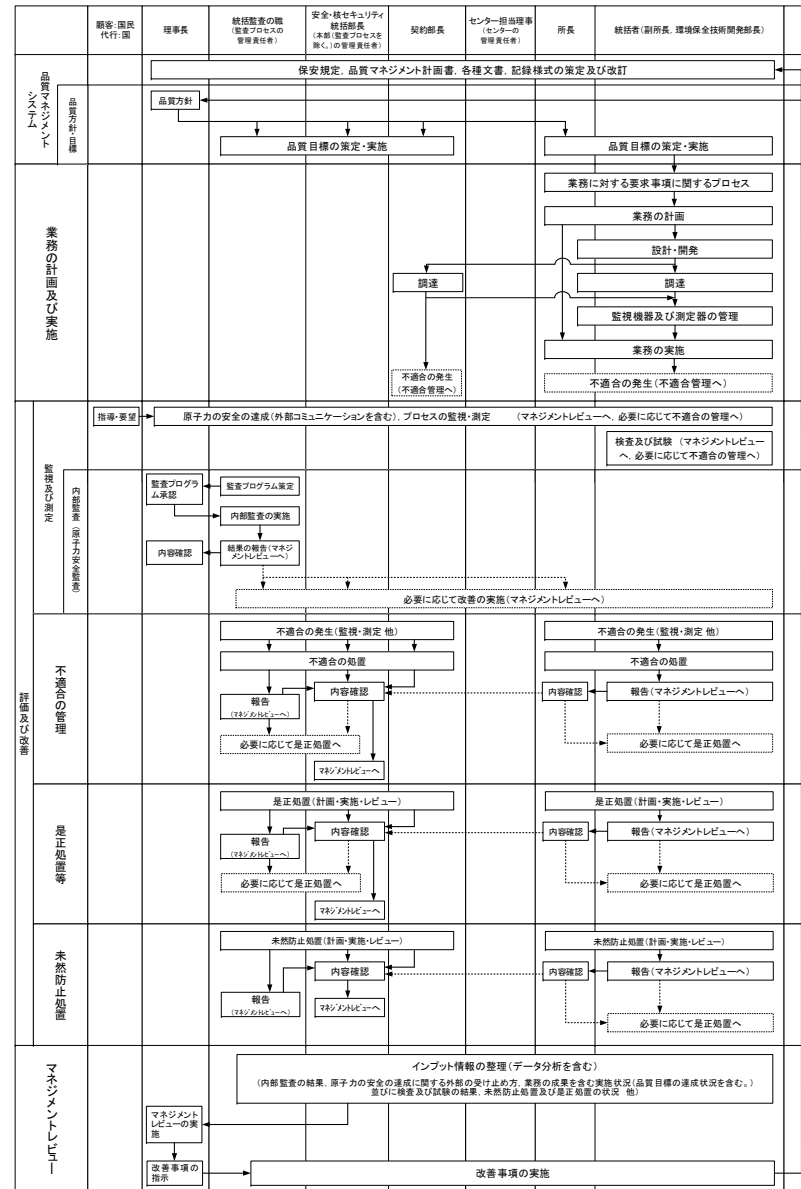 顧客:国民
代行:国
理事長
統括監査の職
(監査プロセスの
管理責任者)
安全・核セキュリティ
統括部長
(本部(監査プロセスを
除く。)の管理責任者)
契約部長
センター担当理事
(センターの
管理責任者)
所長
統括者(副所長, 環境保全技術開発部長)
品質マネジメント
システム
保安規定, 品質マネジメント計画書, 各種文書, 記録様式の策定及び改訂
品質方針・目標
品質方針
品質目標の策定・実施
品質目標の策定・実施
業務の計画及び実施
業務に対する要求事項に関するプロセス
業務の計画
設計・開発
調達
調達
監視機器及び測定器の管理
業務の実施
不適合の発生
(不適合管理へ)
不適合の発生(不適合管理へ)
評価及び改善
監視及び測定
指導・要望
原子力の安全の達成(外部コミュニケーションを含む), プロセスの監視・測定 (マネジメントレビューへ, 必要に応じて不適合の管理へ)
検査及び試験 (マネジメントレビュー
へ, 必要に応じて不適合の管理へ)
内部監査(原子力安全監査)
監査プログラ
ム承認
監査プログラム策定
内部監査の実施
内容確認
結果の報告(マネジ
メントレビューへ)
必要に応じて改善の実施(マネジメントレビューへ)
不適合の管理
不適合の発生(監視・測定 他)
不適合の発生(監視・測定 他)
不適合の処置
不適合の処置
報告
(マネジメントレビューへ)
内容確認
内容確認
報告(マネジメントレビューへ)
必要に応じて是正処置へ
必要に応じて是正処置へ
マネジメントレビューへ
是正処置等
是正処置(計画・実施・レビュー)
是正処置(計画・実施・レビュー)
報告
(マネジメントレビューへ)
内容確認
内容確認
報告(マネジメントレビューへ)
必要に応じて是正処置へ
必要に応じて是正処置へ
マネジメントレビューへ
未然防止処置
未然防止処置(計画・実施・レビュー)
未然防止処置(計画・実施・レビュー)
報告
(マネジメントレビューへ)
内容確認
内容確認
報告(マネジメントレビューへ)
マネジメントレビューへ
必要に応じて是正処置へ
マネジメントレビュー
インプット情報の整理(データ分析を含む)
(内部監査の結果, 原子力の安全の達成に関する外部の受け止め方, 業務の成果を含む実施状況(品質目標の達成状況を含む。)
並びに検査及び試験の結果, 未然防止処置及び是正処置の状況 他)
マネジメント
レビューの実
施
改善事項の
指示
改善事項の実施